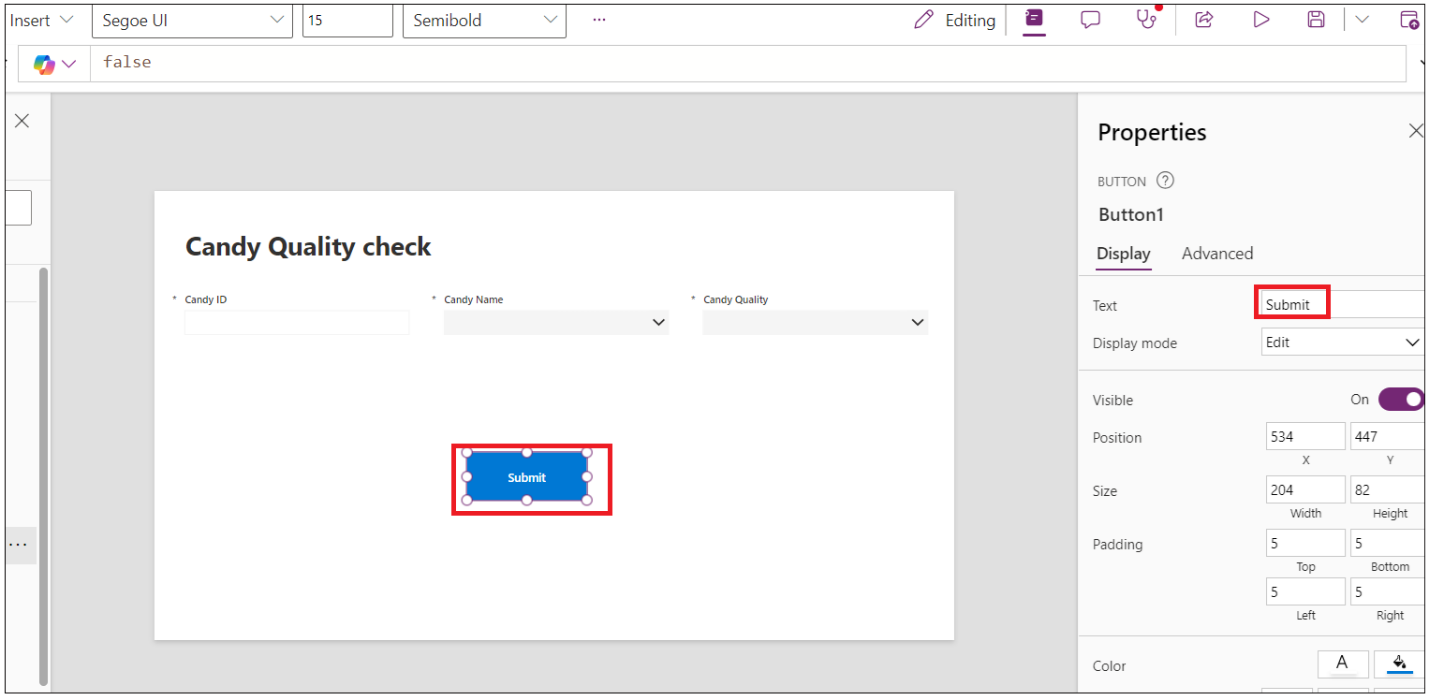 Insert Segoe UI 15 Semibold ... Editing
false
Properties
BUTTON ?
Button1
Display Advanced
Candy Quality check
* Candy ID * Candy Name * Candy Quality
Submit
Text Submit
Display mode Edit
Visible On
Position 534 447
X Y
Size 204 82
Width Height
Padding 5 5
Top Bottom
5 5
Left Right
Color A